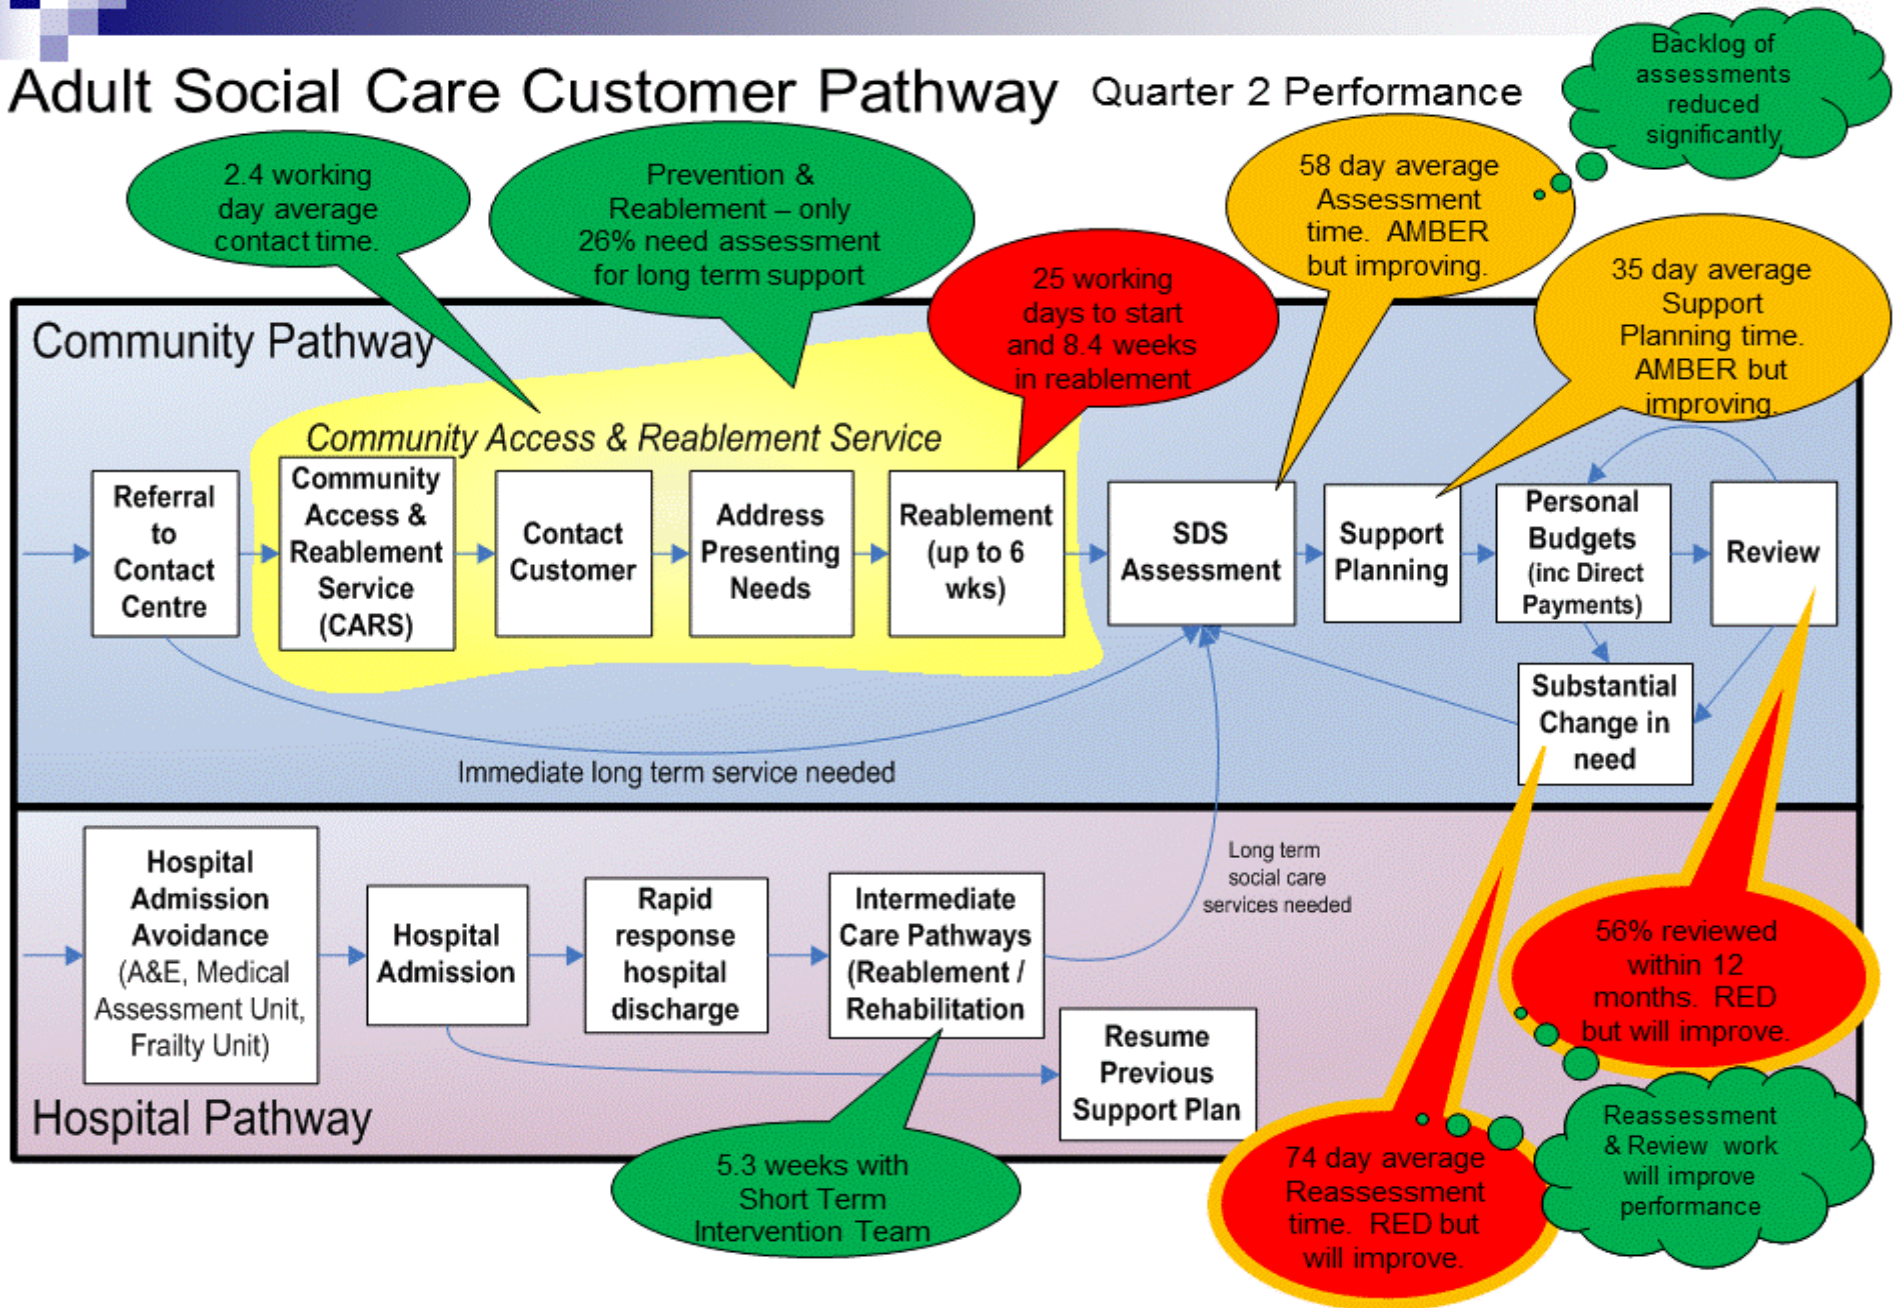 Adult Social Care Customer Pathway Quarter 2 Performance
Backlog of
assessments
reduced
significantly
2.4 working
day average
contact time.
Prevention &
Reablement – only
26% need assessment
for long term support
25 working
days to start
and 8.4 weeks
in reablement
58 day average
Assessment
time. AMBER
but improving.
35 day average
Support
Planning time.
AMBER but
improving.
Community Pathway
Community Access & Reablement Service
Referral
to
Contact
Centre
Community
Access &
Reablement
Service
(CARS)
Contact
Customer
Address
Presenting
Needs
Reablement
(up to 6
wks)
SDS
Assessment
Support
Planning
Personal
Budgets
(inc Direct
Payments)
Review
Substantial
Change in
need
Immediate long term service needed
Hospital
Admission
Avoidance
(A&E, Medical
Assessment Unit,
Frailty Unit)
Hospital
Admission
Rapid
response
hospital
discharge
Intermediate
Care Pathways
(Reablement /
Rehabilitation
Long term
social care
services needed
Resume
Previous
Support Plan
Hospital Pathway
56% reviewed
within 12
months. RED
but will improve.
5.3 weeks with
Short Term
Intervention Team
74 day average
Reassessment
time. RED but
will improve.
Reassessment
& Review work
will improve
performance